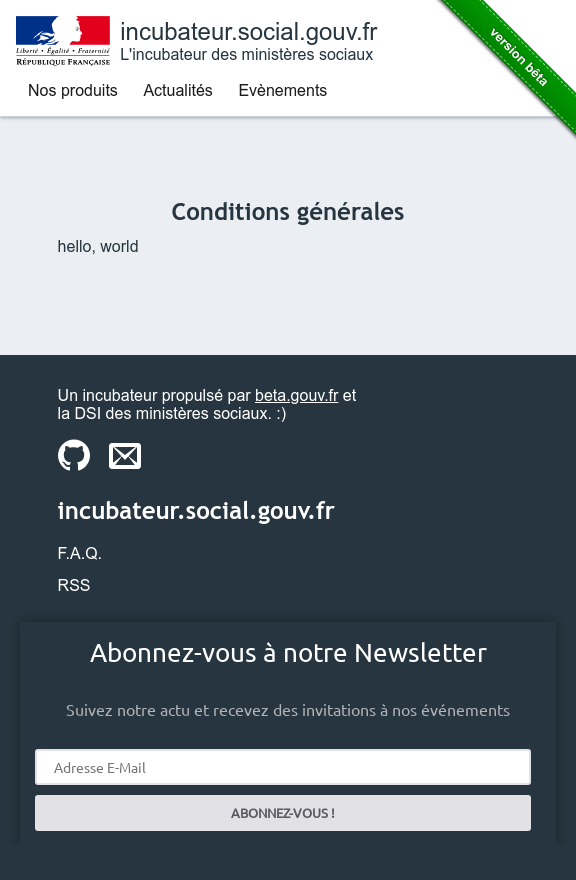 incubateur.social.gouv.fr
L'incubateur des ministères sociaux
Liberté • Égalité • Fraternité
RÉPUBLIQUE FRANÇAISE
version bêta
Nos produits Actualités Evènements
Conditions générales
hello, world
Un incubateur propulsé par beta.gouv.fr et
la DSI des ministères sociaux. :)
incubateur.social.gouv.fr
F.A.Q.
RSS
Abonnez-vous à notre Newsletter
Suivez notre actu et recevez des invitations à nos événements
Adresse E-Mail
ABONNEZ-VOUS !